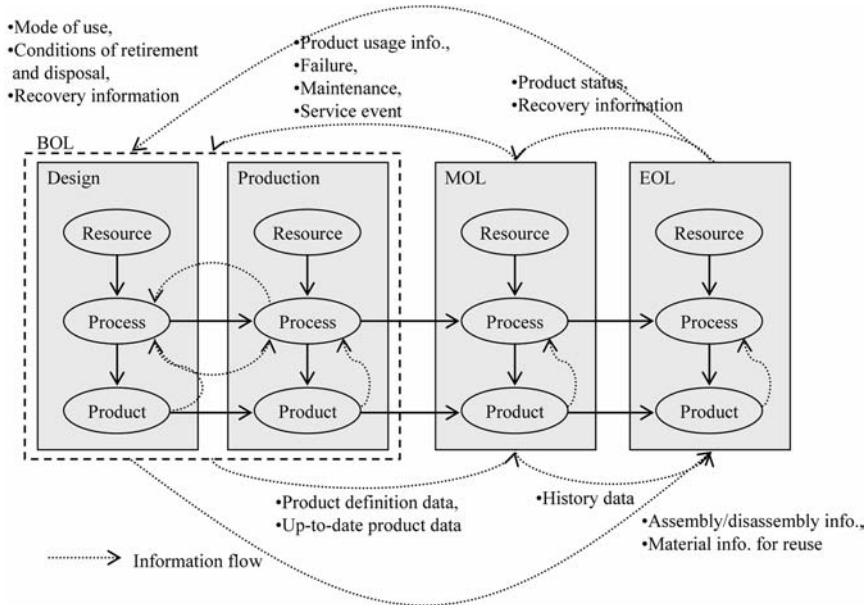 •Mode of use,
•Conditions of retirement
and disposal,
•Recovery information
•Product usage info.,
•Failure,
•Maintenance,
•Service event
•Product status,
•Recovery information
BOL
Design
Production
MOL
EOL
Resource
Resource
Resource
Resource
Process
Process
Process
Process
Product
Product
Product
Product
•Product definition data,
•Up-to-date product data
•History data
•Assembly/disassembly info.,
•Material info. for reuse
Information flow